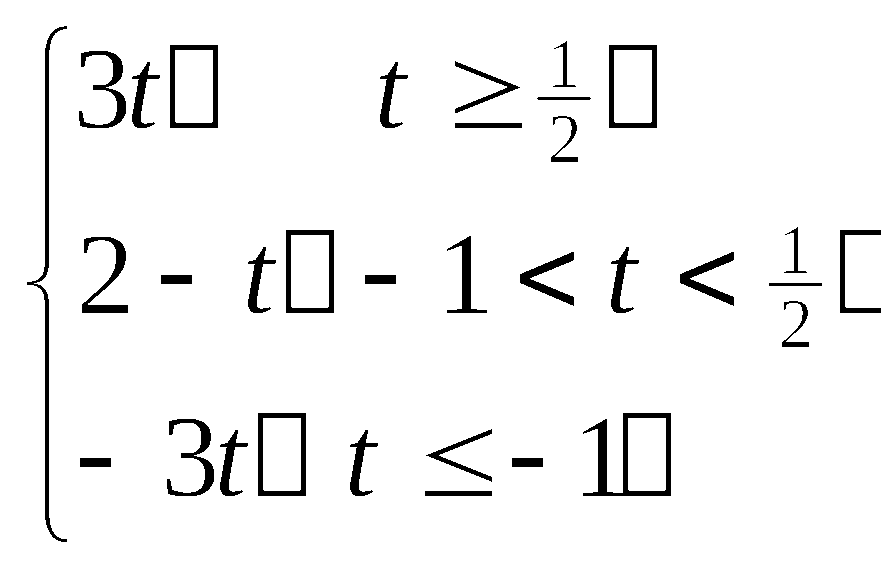 3t□ t ≥ 1/2□
2 - t□ - 1 < t < 1/2□
- 3t□ t ≤ - 1□